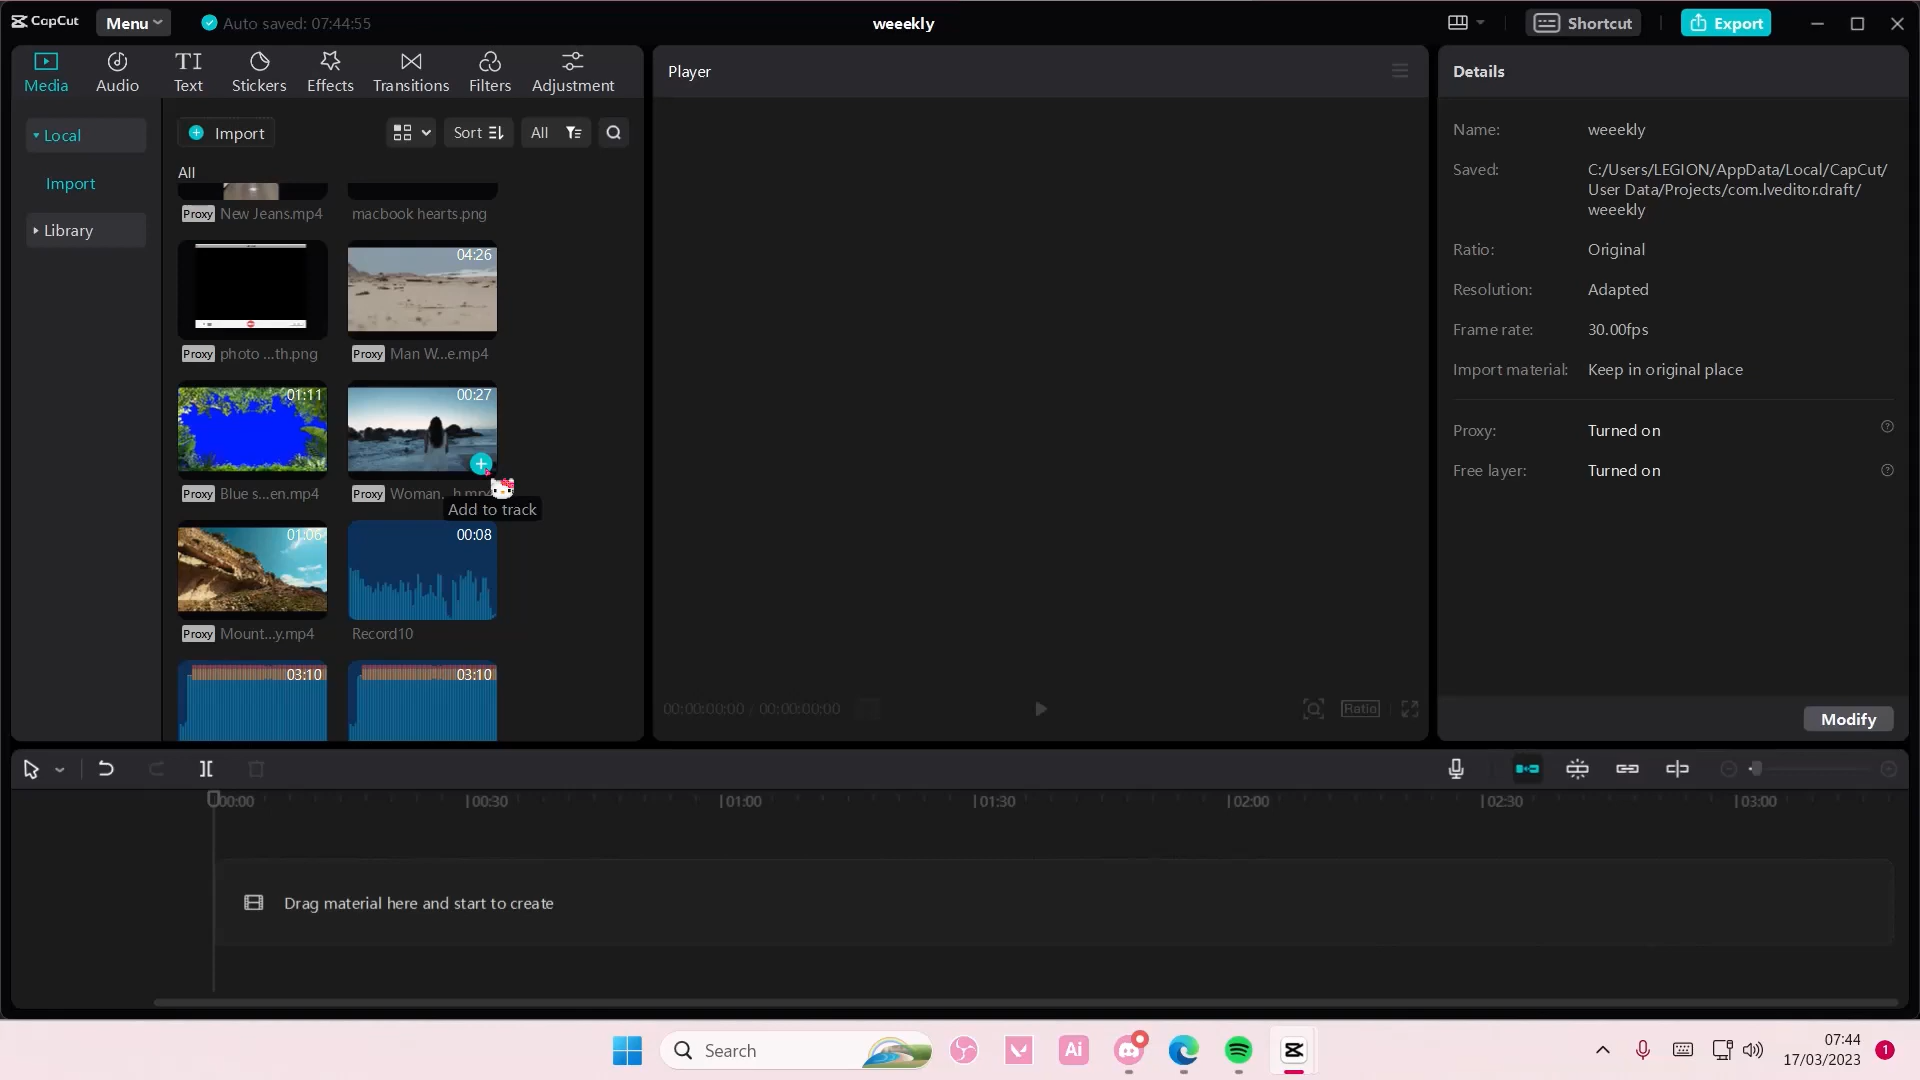 CapCut Menu Auto saved: 07:44:55 weeekly Shortcut Export
Media Audio Text Stickers Effects Transitions Filters Adjustment
Local
Import
Library
Import Sort All
All
Proxy New Jeans.mp4 macbook hearts.png
04:26
Proxy photo ...th.png Proxy Man W...e.mp4
01:11 00:27
Proxy Blue s...en.mp4 Proxy Woman...h.mp4
Add to track
01:06 00:08
Proxy Mount...y.mp4 Record10
03:10 03:10
Player
00:00:00:00 / 00:00:00:00 Ratio
Details
Name: weeekly
Saved: C:/Users/LEGION/AppData/Local/CapCut/
User Data/Projects/com.lveditor.draft/
weeekly
Ratio: Original
Resolution: Adapted
Frame rate: 30.00fps
Import material: Keep in original place
Proxy: Turned on
Free layer: Turned on
Modify
00:00 00:30 01:00 01:30 02:00 02:30 03:00
Drag material here and start to create
Search Ai 07:44
17/03/2023 1